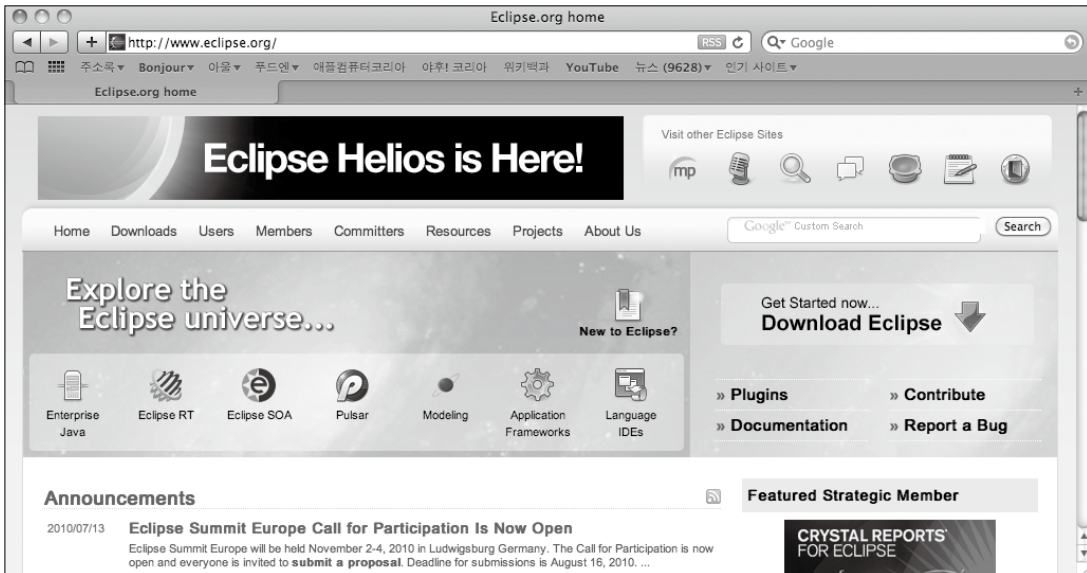 Eclipse.org home
http://www.eclipse.org/
RSS
Google
주소록 Bonjour 아울 푸드엔 애플컴퓨터코리아 야후! 코리아 위키백과 YouTube 뉴스 (9628) 인기 사이트
Eclipse.org home
Eclipse Helios is Here!
Visit other Eclipse Sites
mp
Home Downloads Users Members Committers Resources Projects About Us
Google™ Custom Search
Search
Explore the
Eclipse universe...
New to Eclipse?
Get Started now...
Download Eclipse
Enterprise
Java
Eclipse RT
Eclipse SOA
Pulsar
Modeling
Application
Frameworks
Language
IDEs
» Plugins
» Contribute
» Documentation
» Report a Bug
Announcements
2010/07/13
Eclipse Summit Europe Call for Participation Is Now Open
Eclipse Summit Europe will be held November 2-4, 2010 in Ludwigsburg Germany. The Call for Participation is now
open and everyone is invited to submit a proposal. Deadline for submissions is August 16, 2010. ...
Featured Strategic Member
CRYSTAL REPORTS®
FOR ECLIPSE